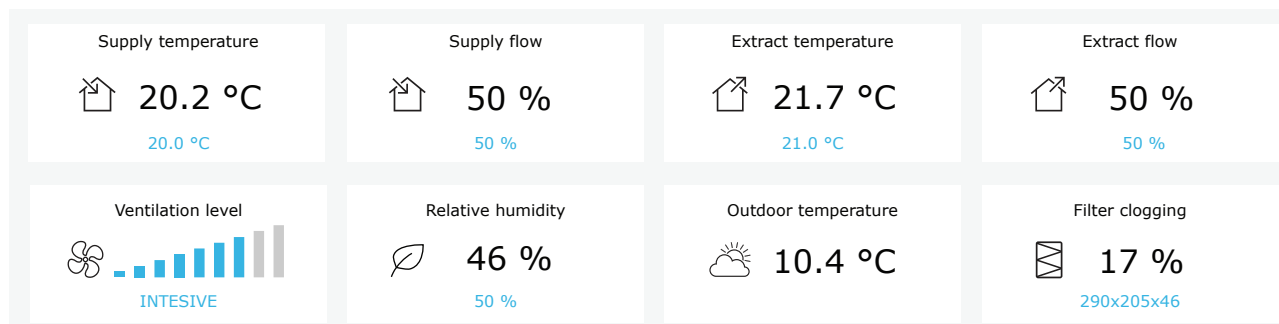 Supply temperature
20.2 °C
20.0 °C
Supply flow
50 %
50 %
Extract temperature
21.7 °C
21.0 °C
Extract flow
50 %
50 %
Ventilation level
INTESIVE
Relative humidity
46 %
50 %
Outdoor temperature
10.4 °C
Filter clogging
17 %
290x205x46